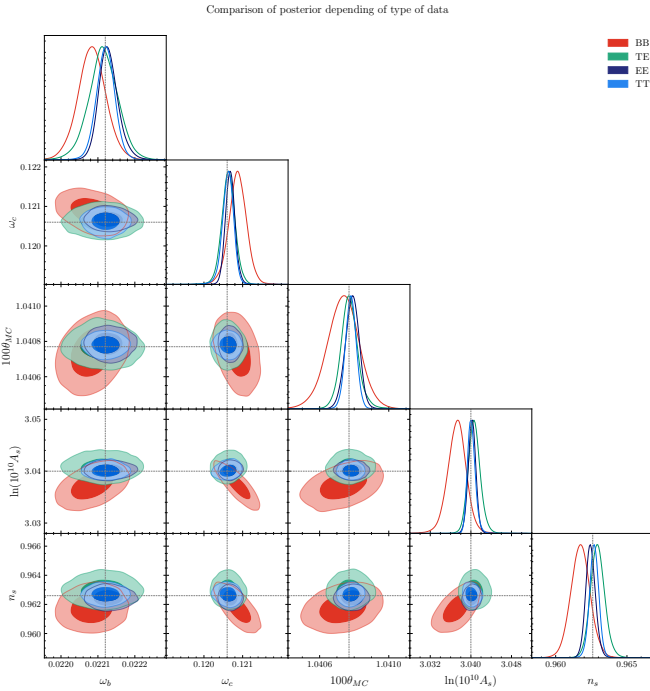 Comparison of posterior depending of type of data
BB
TE
EE
TT
0.122
0.121
0.120
ω_c
1.0410
1.0408
1.0406
100θ_MC
3.05
3.04
3.03
ln(10^10 A_s)
0.966
0.964
0.962
0.960
n_s
0.0220 0.0221 0.0222
0.120 0.121
1.0406 1.0410
3.032 3.040 3.048
0.960 0.965
ω_b
ω_c
100θ_MC
ln(10^10 A_s)
n_s